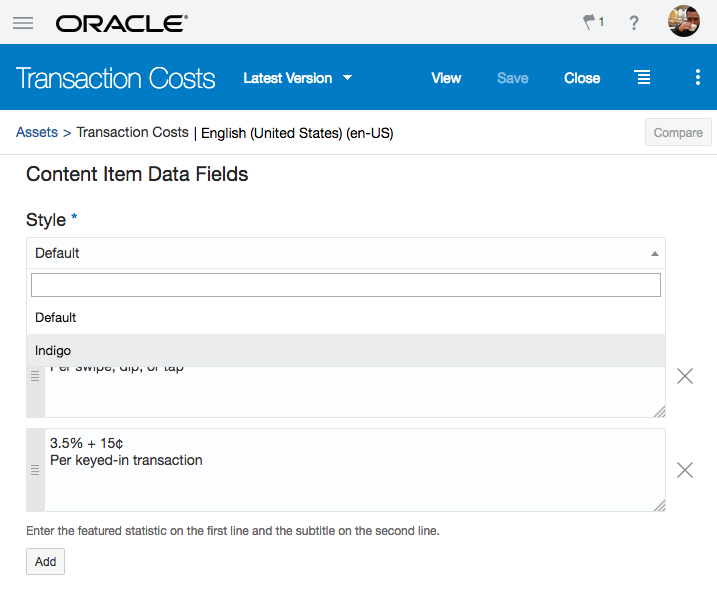 ORACLE®
1
?
Transaction Costs
Latest Version
View
Save
Close
Assets > Transaction Costs | English (United States) (en-US)
Compare
Content Item Data Fields
Style *
Default
Default
Indigo
Per swipe, dip, or tap
3.5% + 15¢
Per keyed-in transaction
Enter the featured statistic on the first line and the subtitle on the second line.
Add